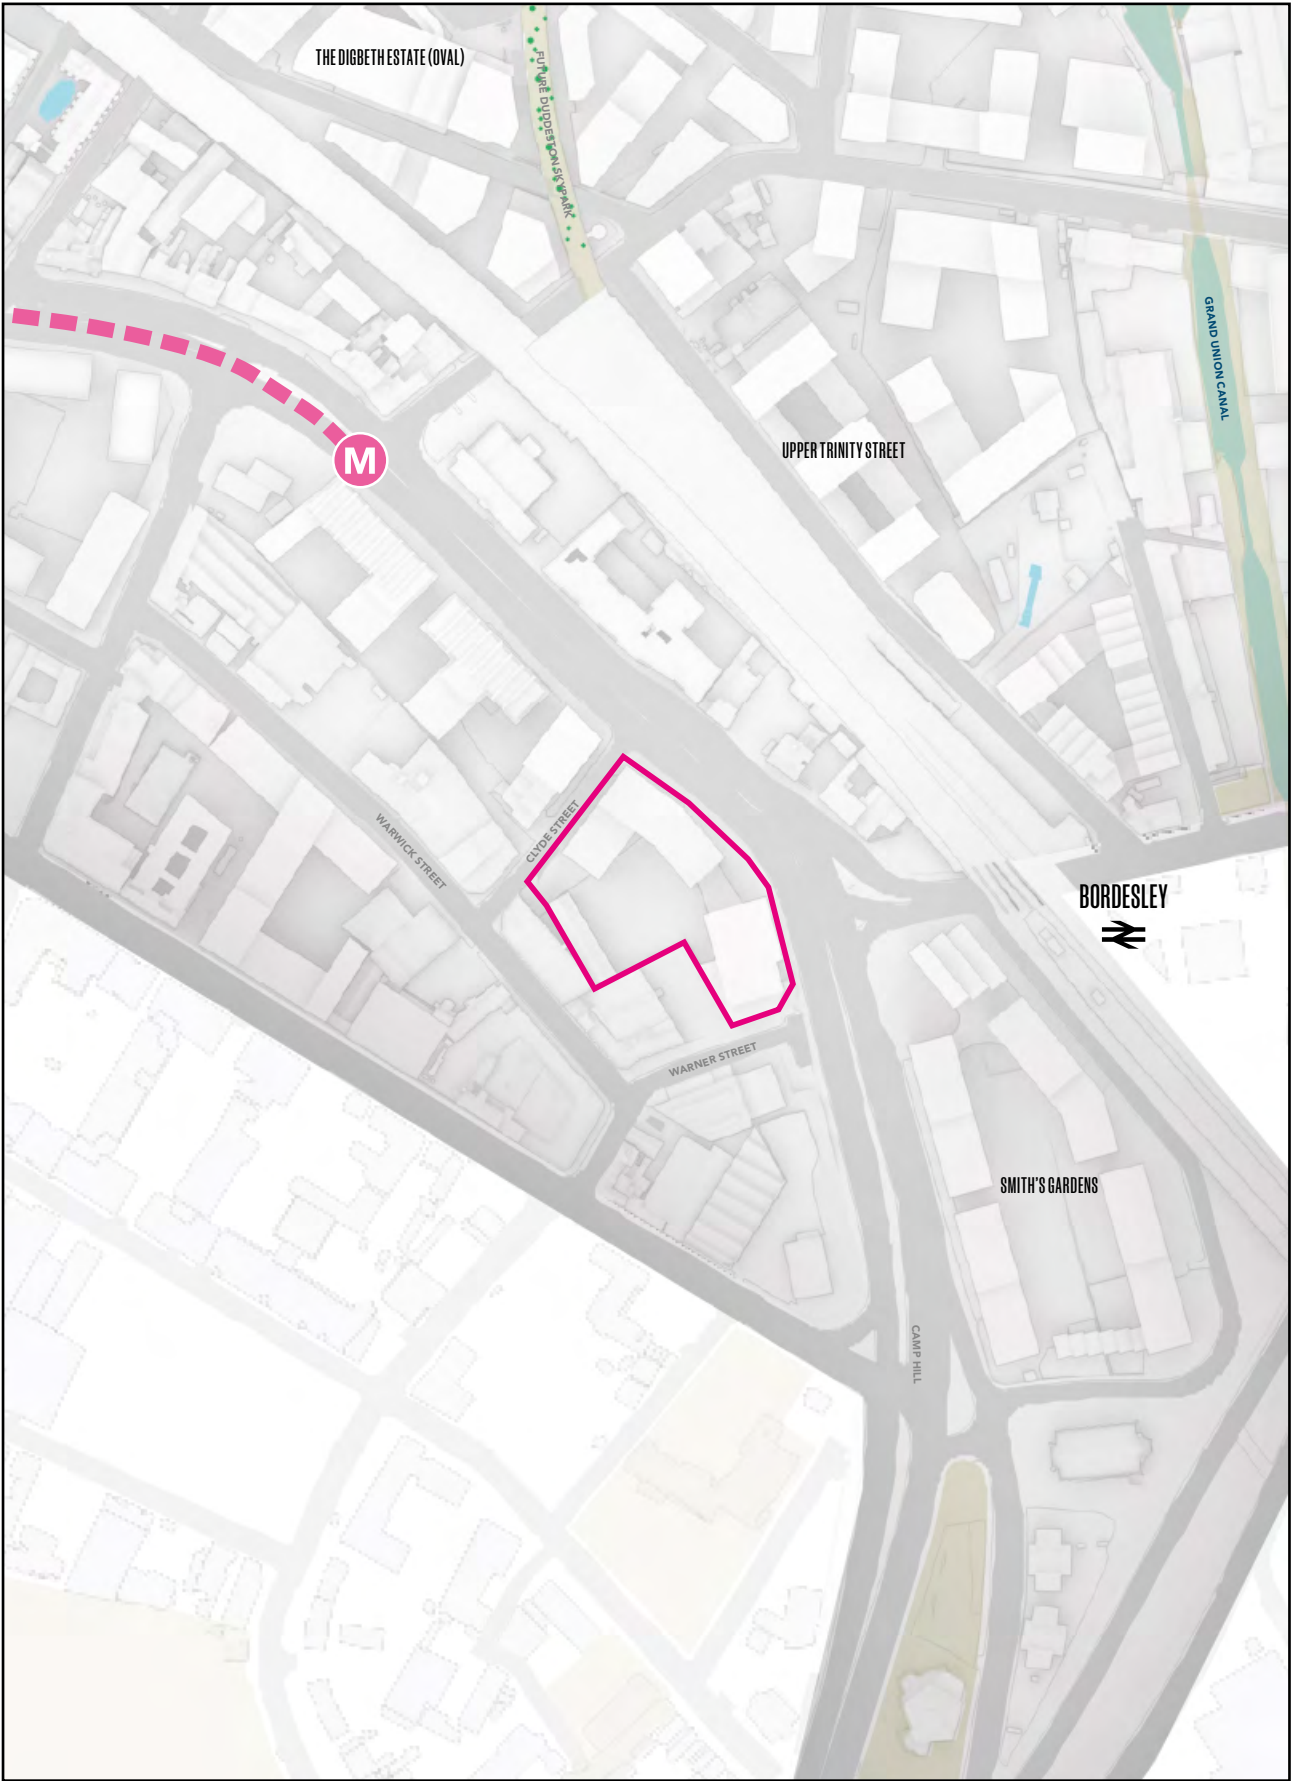 THE DIGBETH ESTATE (OVAL)
FUTURE DUDDESTON SKYPARK
GRAND UNION CANAL
UPPER TRINITY STREET
M
CLYDE STREET
WARWICK STREET
BORDESLEY
WARNER STREET
SMITH'S GARDENS
CAMP HILL